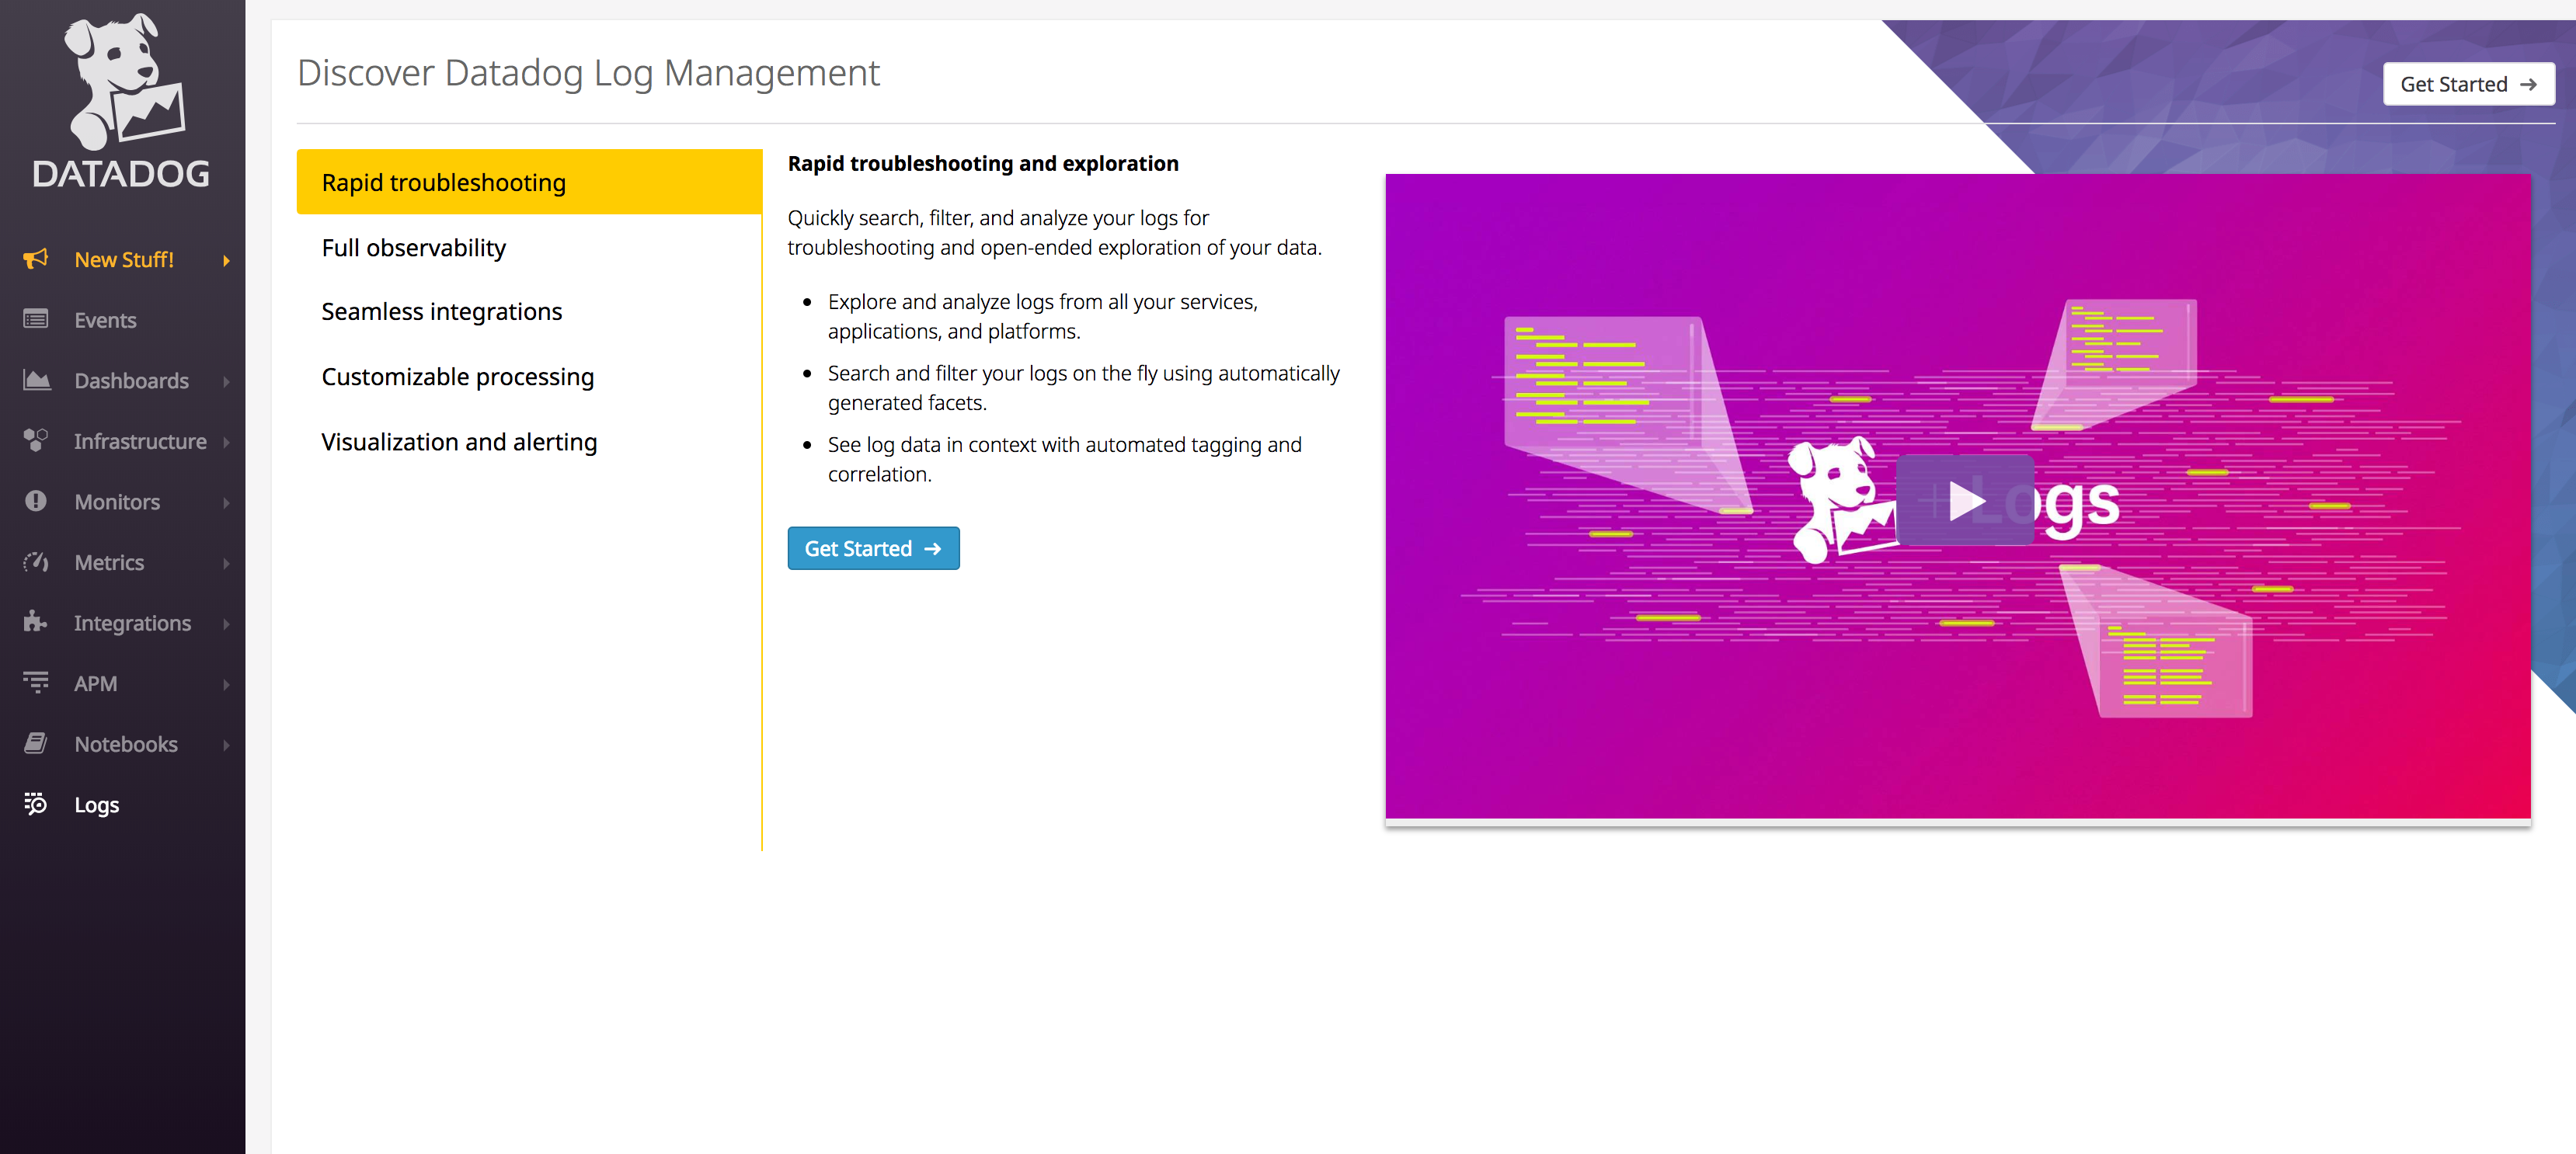 DATADOG
New Stuff!
Events
Dashboards
Infrastructure
Monitors
Metrics
Integrations
APM
Notebooks
Logs
Discover Datadog Log Management
Get Started →
Rapid troubleshooting
Full observability
Seamless integrations
Customizable processing
Visualization and alerting
Rapid troubleshooting and exploration
Quickly search, filter, and analyze your logs for
troubleshooting and open-ended exploration of your data.
• Explore and analyze logs from all your services,
applications, and platforms.
• Search and filter your logs on the fly using automatically
generated facets.
• See log data in context with automated tagging and
correlation.
Get Started →
+ Logs